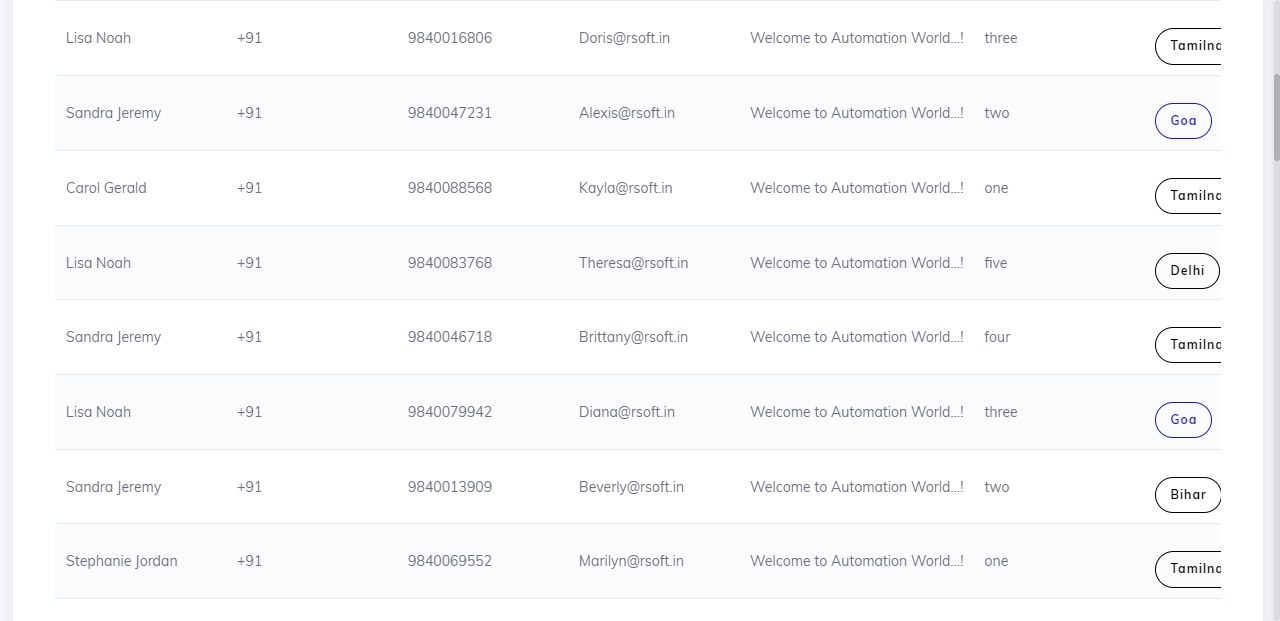 Lisa Noah +91 9840016806 Doris@rsoft.in Welcome to Automation World...! three
Sandra Jeremy +91 9840047231 Alexis@rsoft.in Welcome to Automation World...! two Goa
Carol Gerald +91 9840088568 Kayla@rsoft.in Welcome to Automation World...! one
Lisa Noah +91 9840083768 Theresa@rsoft.in Welcome to Automation World...! five Delhi
Sandra Jeremy +91 9840046718 Brittany@rsoft.in Welcome to Automation World...! four
Lisa Noah +91 9840079942 Diana@rsoft.in Welcome to Automation World...! three Goa
Sandra Jeremy +91 9840013909 Beverly@rsoft.in Welcome to Automation World...! two Bihar
Stephanie Jordan +91 9840069552 Marilyn@rsoft.in Welcome to Automation World...! one